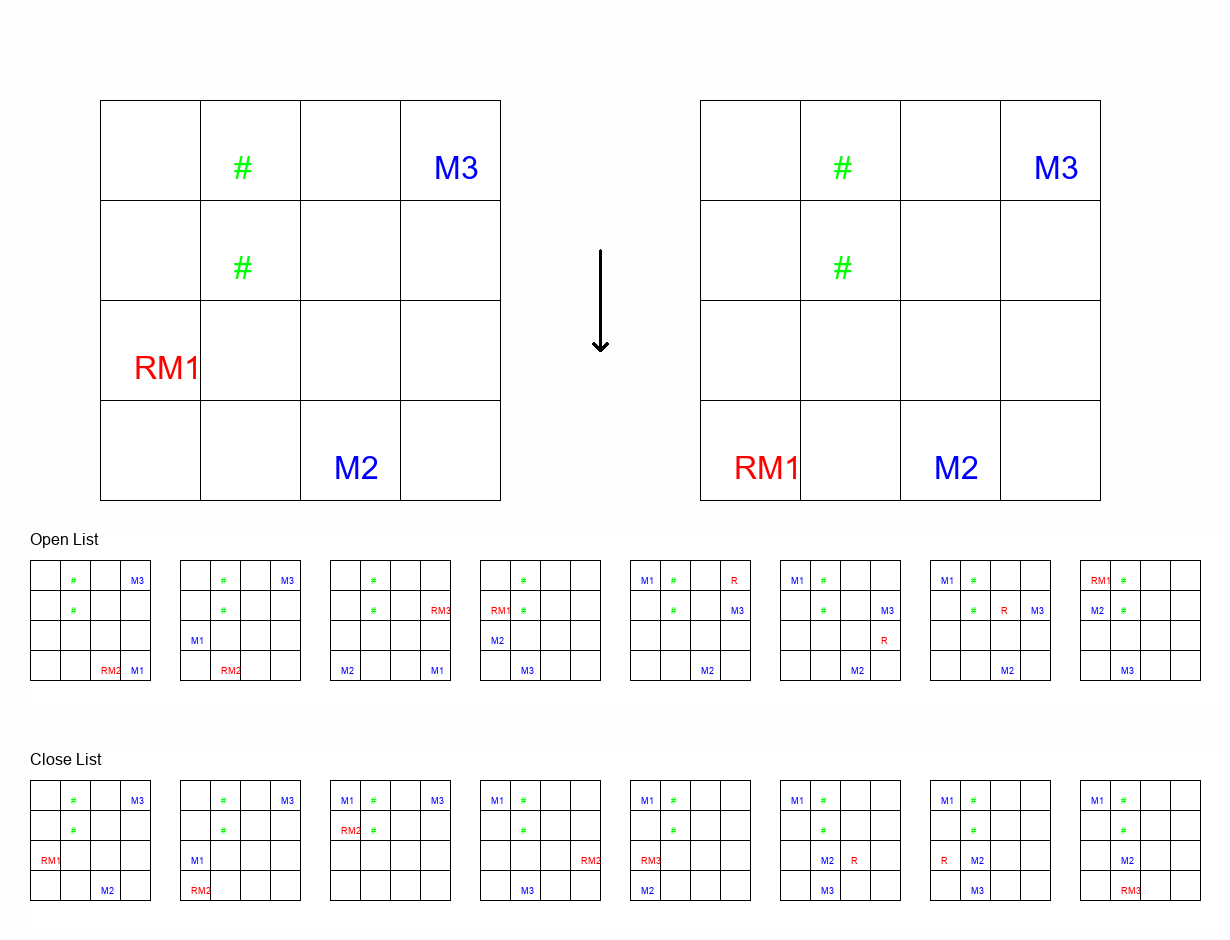 # M3 # M3
# #
RM1
M2 RM1 M2
Open List
# M3 # M3 # # M1 # R M1 # M1 # RM1 #
# # # RM3 RM1 # # M3 # M3 # R M3 M2 #
M1 M2 R
RM2 M1 RM2 M2 M1 M3 M2 M2 M2 M3
Close List
# M3 # M3 M1 # M3 M1 # M1 # M1 # M1 # M1 #
# # RM2 # # # # # #
RM1 M1 RM2 RM3 M2 R R M2 M2
M2 RM2 M3 M2 M3 M3 RM3